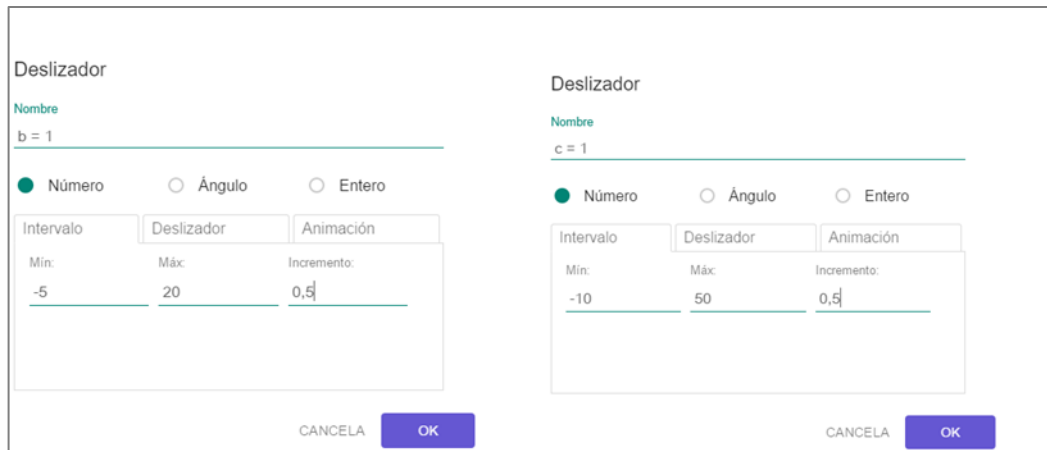 Deslizador
Nombre
b = 1
Número Ángulo Entero
Intervalo Deslizador Animación
Mín: Máx: Incremento:
-5 20 0,5
CANCELA OK
Deslizador
Nombre
c = 1
Número Ángulo Entero
Intervalo Deslizador Animación
Mín: Máx: Incremento:
-10 50 0,5
CANCELA OK